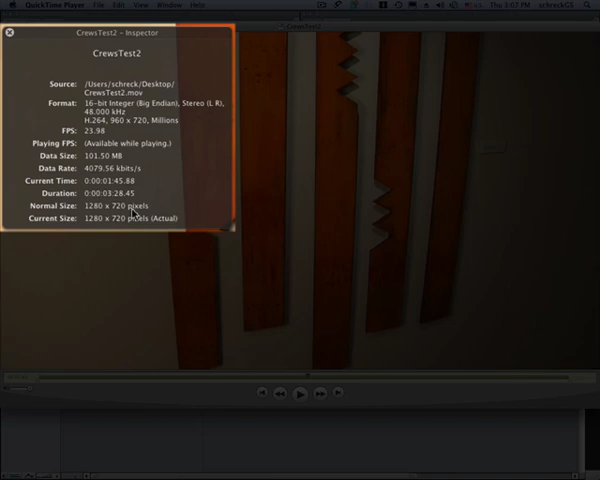 QuickTime Player File Edit View Window Help Thu 3:07 PM schreckGS
CrewsTest2
CrewsTest2 – Inspector
CrewsTest2
Source: /Users/schreck/Desktop/
CrewsTest2.mov
Format: 16-bit Integer (Big Endian), Stereo (L R),
48.000 kHz
H.264, 960 x 720, Millions
FPS: 23.98
Playing FPS: (Available while playing.)
Data Size: 101.50 MB
Data Rate: 4079.56 kbits/s
Current Time: 0:00:01:45.88
Duration: 0:00:03:28.45
Normal Size: 1280 x 720 pixels
Current Size: 1280 x 720 pixels (Actual)